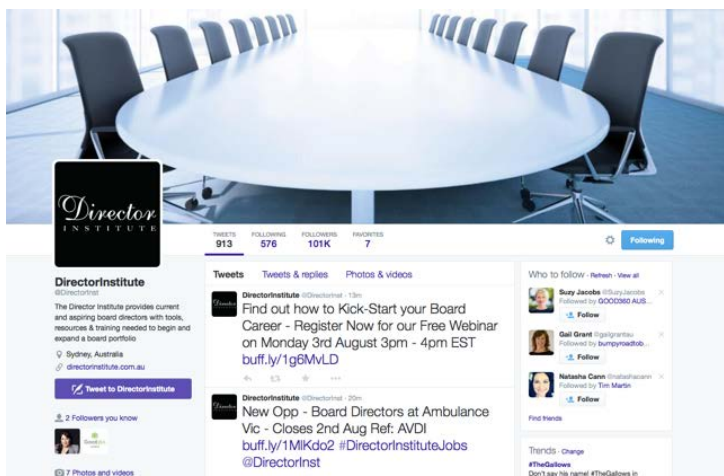 Director
INSTITUTE
TWEETS
913
FOLLOWING
576
FOLLOWERS
101K
FAVORITES
7
Following
DirectorInstitute
@DirectorInst
The Director Institute provides current
and aspiring board directors with tools,
resources & training needed to begin and
expand a board portfolio
Sydney, Australia
directorinstitute.com.au
Tweet to DirectorInstitute
2 Followers you know
7 Photos and videos
Tweets Tweets & replies Photos & videos
DirectorInstitute @DirectorInst · 13m
Find out how to Kick-Start your Board
Career - Register Now for our Free Webinar
on Monday 3rd August 3pm - 4pm EST
buff.ly/1g6MvLD
DirectorInstitute @DirectorInst · 20m
New Opp - Board Directors at Ambulance
Vic - Closes 2nd Aug Ref: AVDI
buff.ly/1MlKdo2 #DirectorInstituteJobs
@DirectorInst
Who to follow · Refresh · View all
Suzy Jacobs @SuzyJacobs
Followed by GOOD360 AUS...
Follow
Gail Grant @gailgrantau
Followed by bumpyroadtob...
Follow
Natasha Cann @natashacann
Followed by Tim Martin
Follow
Find friends
Trends · Change
#TheGallows
Don't say his name! #TheGallows in